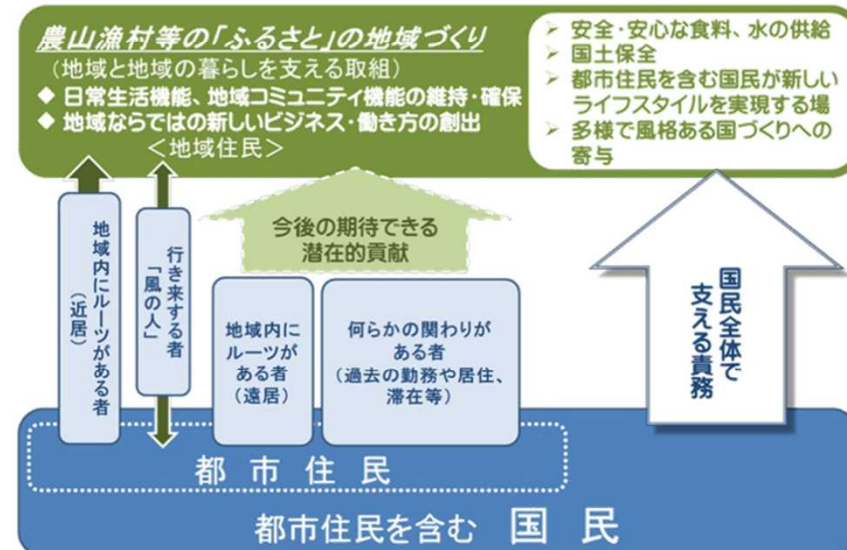 農山漁村等の「ふるさと」の地域づくり
(地域と地域の暮らしを支える取組)
◆ 日常生活機能、地域コミュニティ機能の維持・確保
◆ 地域ならではの新しいビジネス・働き方の創出
＜地域住民＞
➢ 安全・安心な食料、水の供給
➢ 国土保全
➢ 都市住民を含む国民が新しい
ライフスタイルを実現する場
➢ 多様で風格ある国づくりへの
寄与
地域内にルーツがある者
(近居)
行き来する者
「風の人」
今後の期待できる
潜在的貢献
地域内に
ルーツが
ある者
(遠居)
何らかの関わりが
ある者
(過去の勤務や居住、
滞在等)
国民全体で
支える責務
都市住民
都市住民を含む 国民